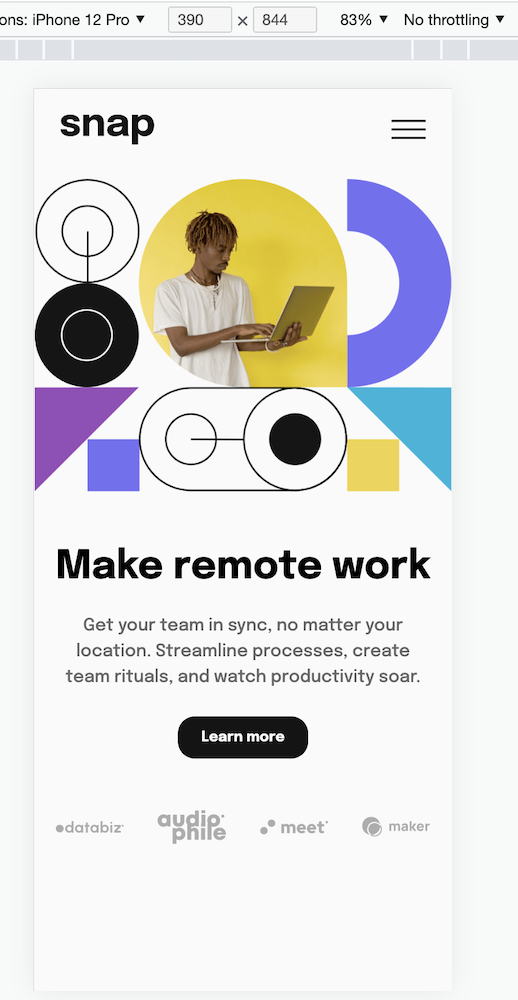 ons: iPhone 12 Pro ▼ 390 × 844 83% ▼ No throttling ▼
snap
Make remote work
Get your team in sync, no matter your
location. Streamline processes, create
team rituals, and watch productivity soar.
Learn more
databiz audiophile meet maker